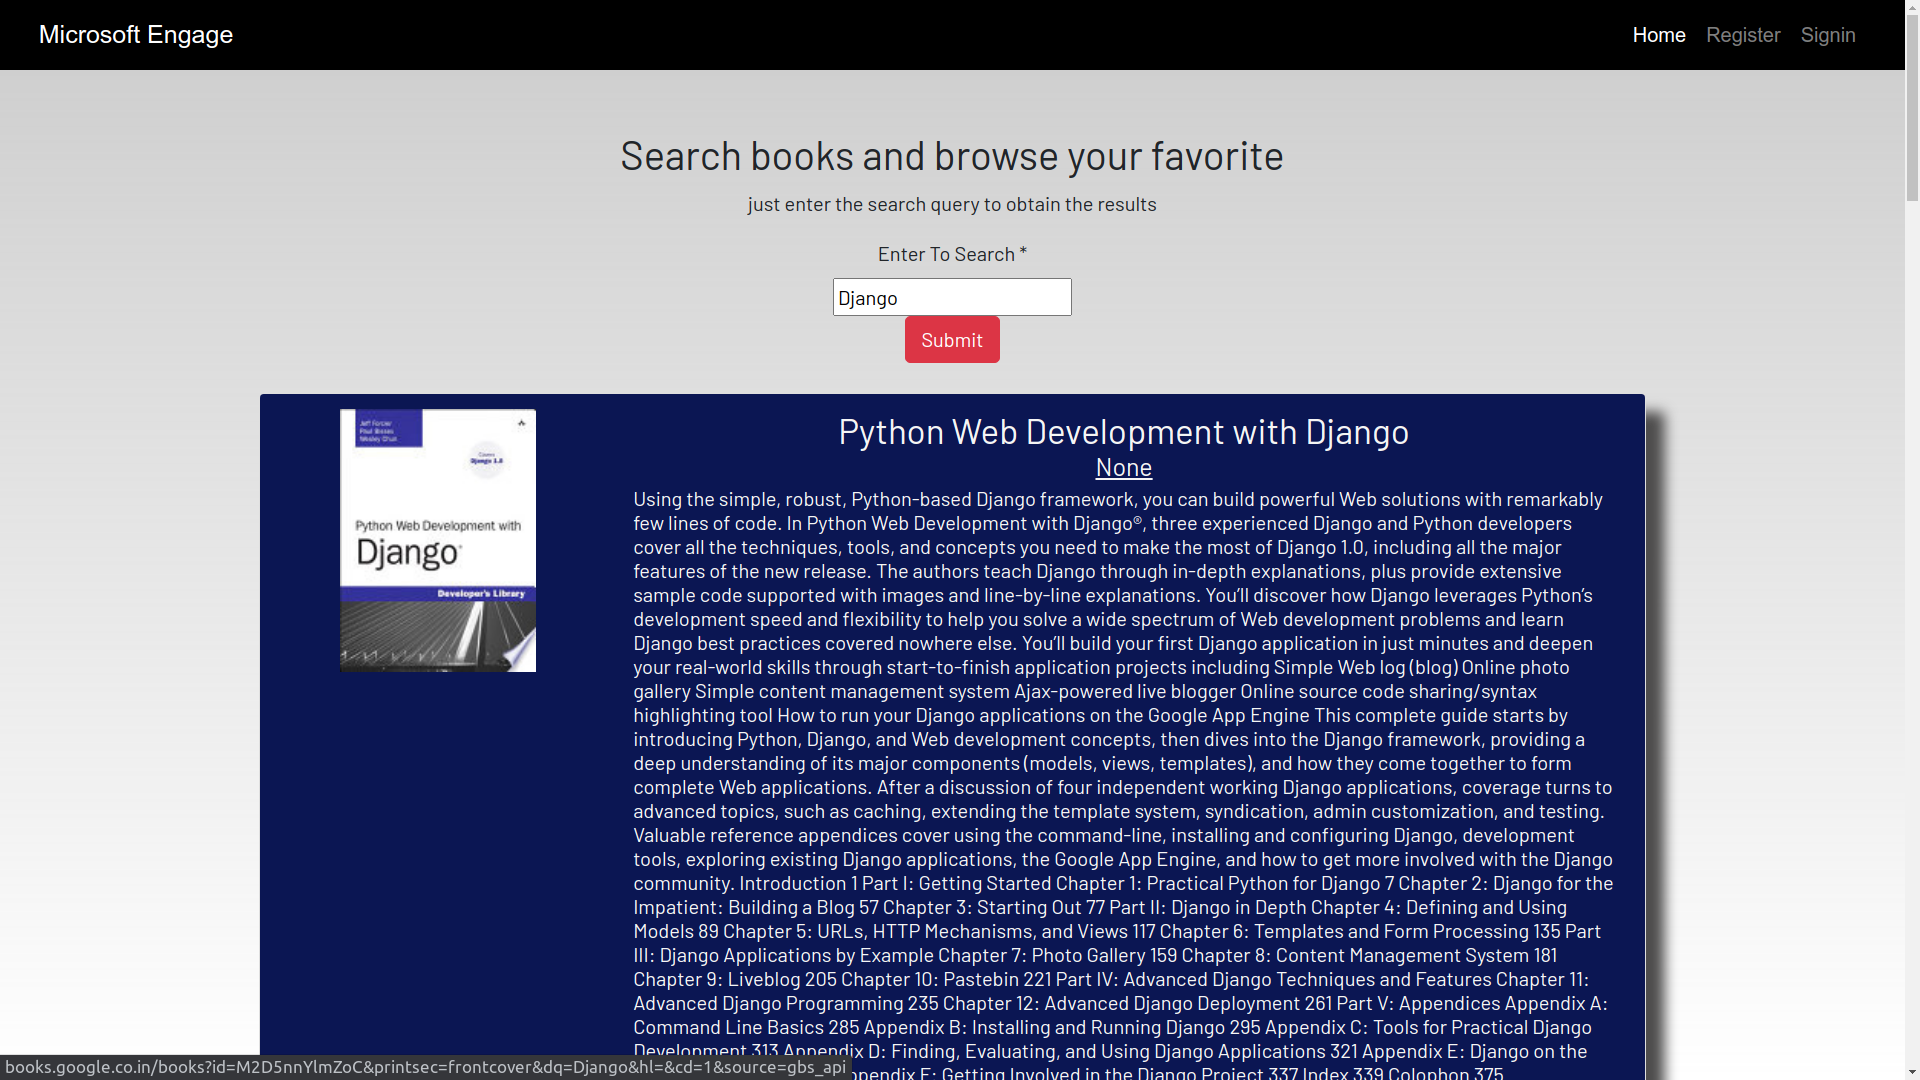 Microsoft Engage
Home Register Signin
Search books and browse your favorite
just enter the search query to obtain the results
Enter To Search *
Django
Submit
Jeff Forcier
Paul Bissex
Wesley Chun
Covers
Django 1.0
Python Web Development with
Django
Developer's Library
Python Web Development with Django
None
Using the simple, robust, Python-based Django framework, you can build powerful Web solutions with remarkably
few lines of code. In Python Web Development with Django®, three experienced Django and Python developers
cover all the techniques, tools, and concepts you need to make the most of Django 1.0, including all the major
features of the new release. The authors teach Django through in-depth explanations, plus provide extensive
sample code supported with images and line-by-line explanations. You’ll discover how Django leverages Python’s
development speed and flexibility to help you solve a wide spectrum of Web development problems and learn
Django best practices covered nowhere else. You’ll build your first Django application in just minutes and deepen
your real-world skills through start-to-finish application projects including Simple Web log (blog) Online photo
gallery Simple content management system Ajax-powered live blogger Online source code sharing/syntax
highlighting tool How to run your Django applications on the Google App Engine This complete guide starts by
introducing Python, Django, and Web development concepts, then dives into the Django framework, providing a
deep understanding of its major components (models, views, templates), and how they come together to form
complete Web applications. After a discussion of four independent working Django applications, coverage turns to
advanced topics, such as caching, extending the template system, syndication, admin customization, and testing.
Valuable reference appendices cover using the command-line, installing and configuring Django, development
tools, exploring existing Django applications, the Google App Engine, and how to get more involved with the Django
community. Introduction 1 Part I: Getting Started Chapter 1: Practical Python for Django 7 Chapter 2: Django for the
Impatient: Building a Blog 57 Chapter 3: Starting Out 77 Part II: Django in Depth Chapter 4: Defining and Using
Models 89 Chapter 5: URLs, HTTP Mechanisms, and Views 117 Chapter 6: Templates and Form Processing 135 Part
III: Django Applications by Example Chapter 7: Photo Gallery 159 Chapter 8: Content Management System 181
Chapter 9: Liveblog 205 Chapter 10: Pastebin 221 Part IV: Advanced Django Techniques and Features Chapter 11:
Advanced Django Programming 235 Chapter 12: Advanced Django Deployment 261 Part V: Appendices Appendix A:
Command Line Basics 285 Appendix B: Installing and Running Django 295 Appendix C: Tools for Practical Django
Development 313 Appendix D: Finding, Evaluating, and Using Django Applications 321 Appendix E: Django on the
ppendix F: Getting Involved in the Django Project 337 Index 339 Colophon 375
books.google.co.in/books?id=M2D5nnYlmZoC&printsec=frontcover&dq=Django&hl=&cd=1&source=gbs_api